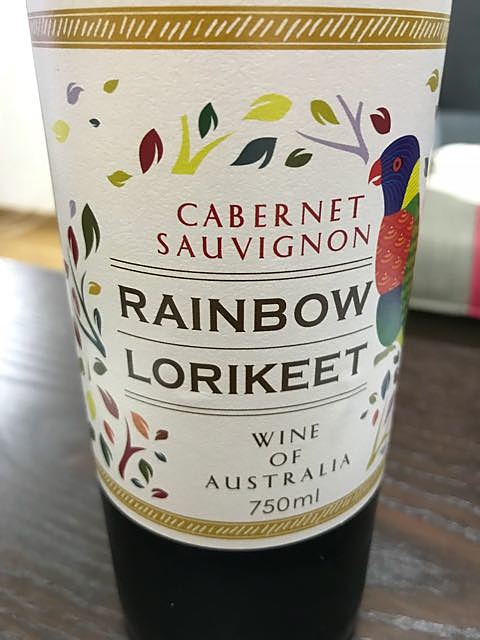 CABERNET
SAUVIGNON
RAINBOW
LORIKEET
WINE
OF
AUSTRALIA
750ml